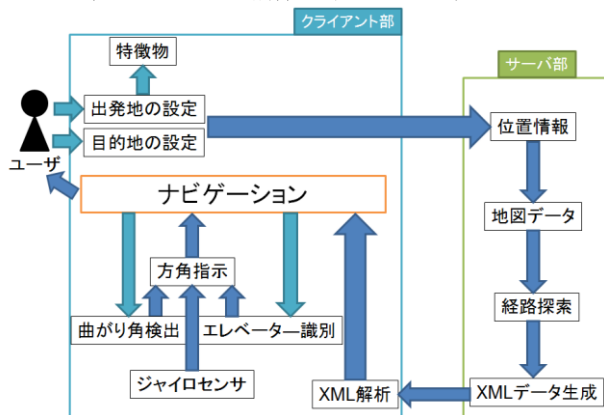 クライアント部
特徴物
サーバ部
出発地の設定
位置情報
目的地の設定
ユーザ
ナビゲーション
地図データ
方角指示
経路探索
曲がり角検出
エレベーター識別
ジャイロセンサ
XML解析
XMLデータ生成